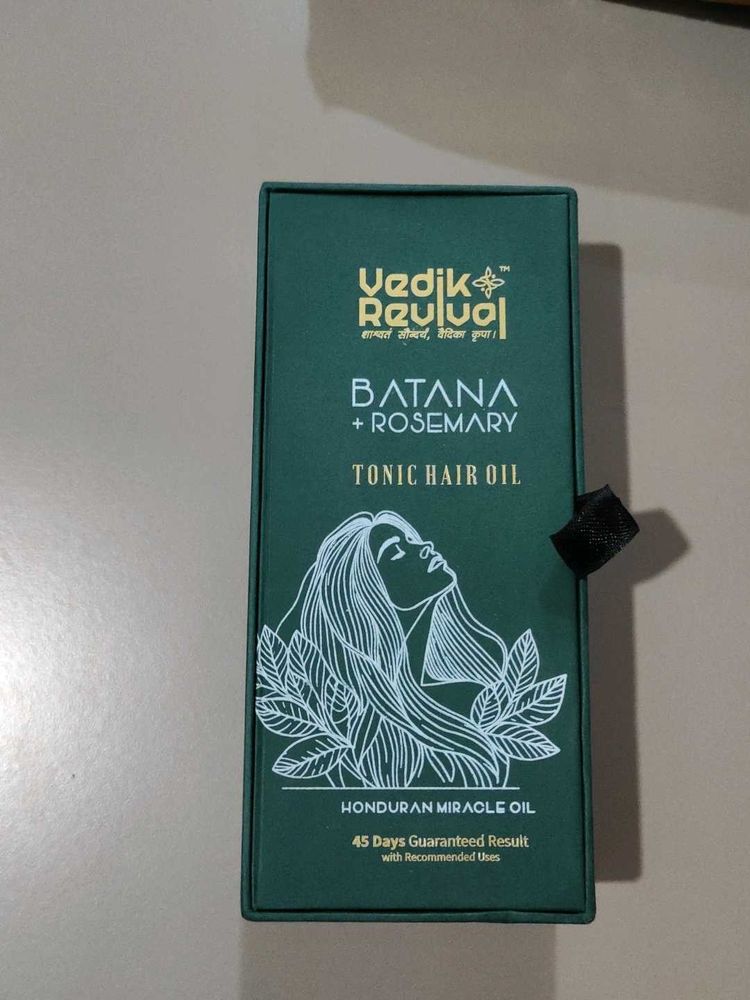 Vedik
TM
Revival
शाश्वतं सौन्दर्यं, वैदिका कृपा।
BATANA
+ ROSEMARY
TONIC HAIR OIL
HONDURAN MIRACLE OIL
45 Days Guaranteed Result
with Recommended Uses